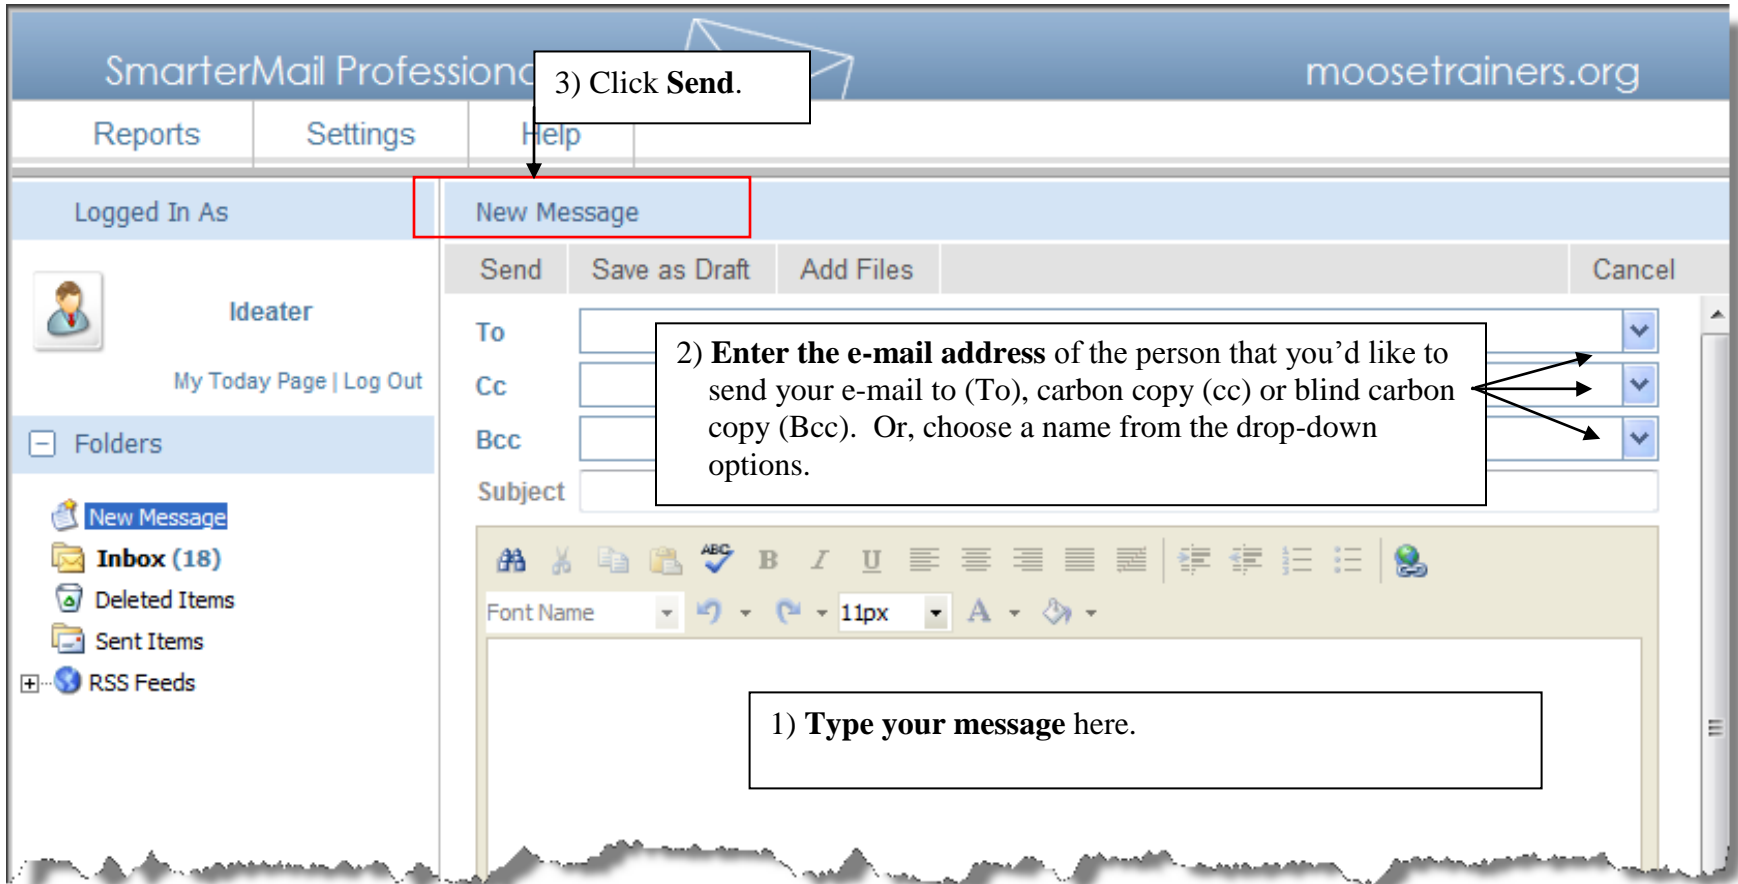 SmarterMail Professional
moosetrainers.org
3) Click Send.
Reports
Settings
Help
Logged In As
New Message
Send
Save as Draft
Add Files
Cancel
Ideater
My Today Page | Log Out
To
Cc
Bcc
Subject
2) Enter the e-mail address of the person that you’d like to
send your e-mail to (To), carbon copy (cc) or blind carbon
copy (Bcc).  Or, choose a name from the drop-down
options.
Folders
New Message
Inbox (18)
Deleted Items
Sent Items
RSS Feeds
ABC
B I U
A
Font Name
11px
1) Type your message here.